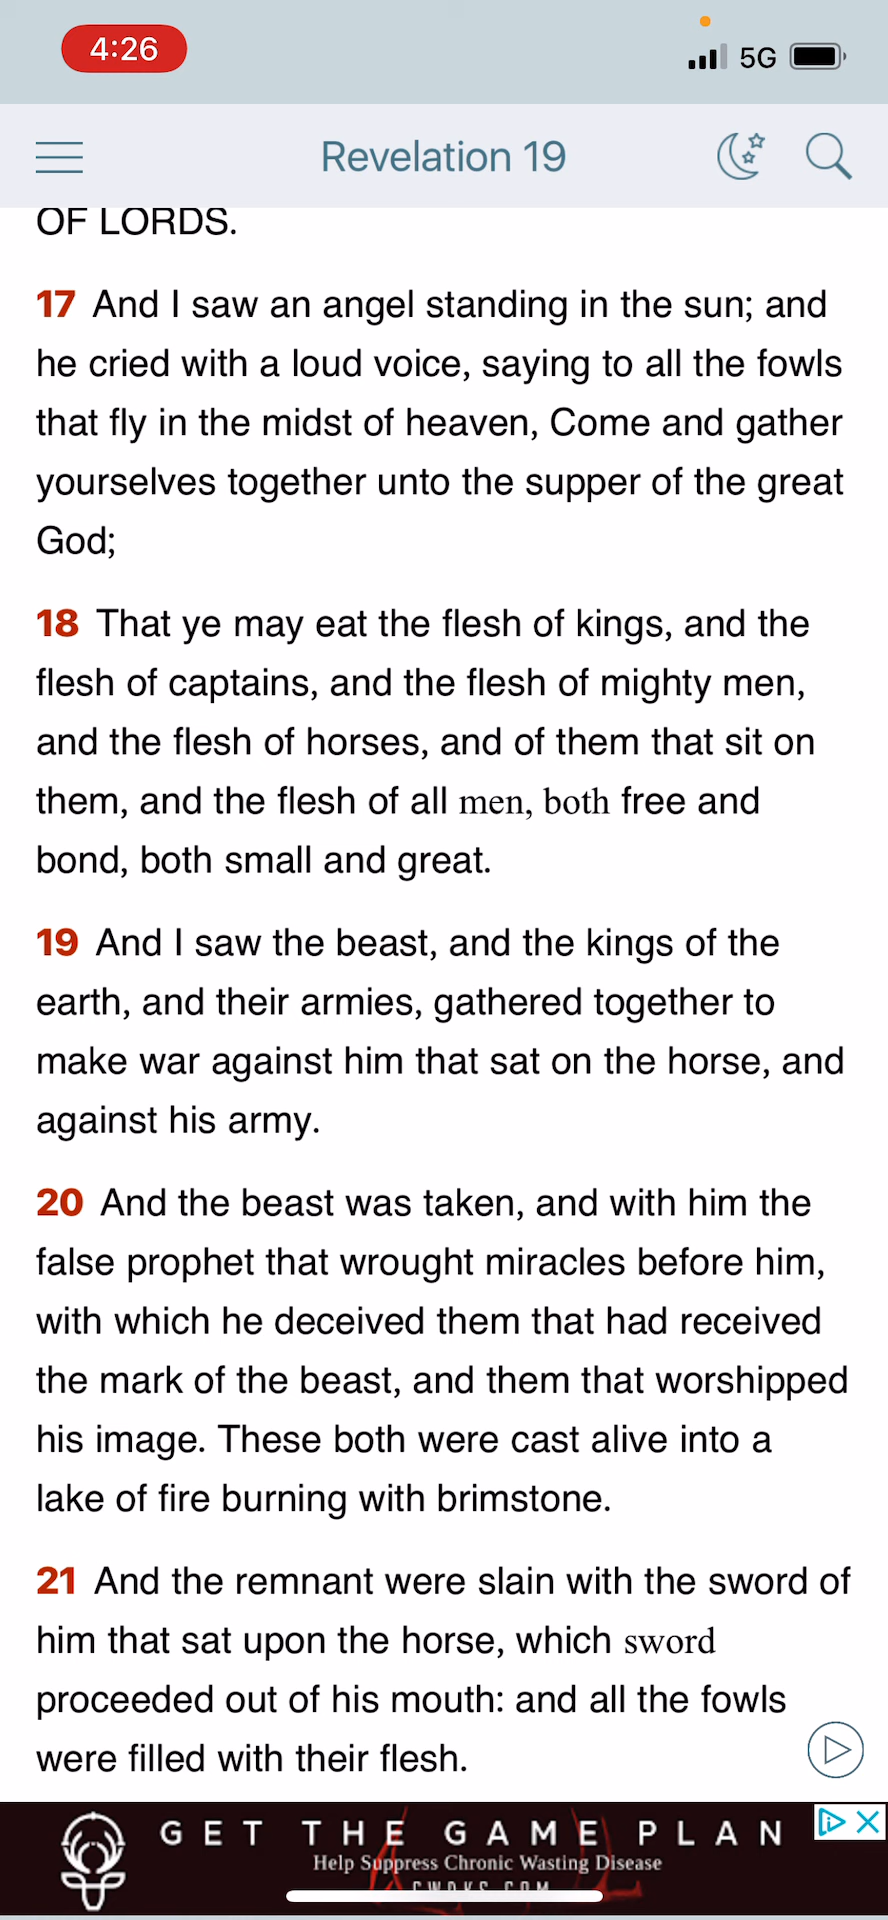 4:26
5G
Revelation 19
OF LORDS.
17 And I saw an angel standing in the sun; and
he cried with a loud voice, saying to all the fowls
that fly in the midst of heaven, Come and gather
yourselves together unto the supper of the great
God;
18 That ye may eat the flesh of kings, and the
flesh of captains, and the flesh of mighty men,
and the flesh of horses, and of them that sit on
them, and the flesh of all men, both free and
bond, both small and great.
19 And I saw the beast, and the kings of the
earth, and their armies, gathered together to
make war against him that sat on the horse, and
against his army.
20 And the beast was taken, and with him the
false prophet that wrought miracles before him,
with which he deceived them that had received
the mark of the beast, and them that worshipped
his image. These both were cast alive into a
lake of fire burning with brimstone.
21 And the remnant were slain with the sword of
him that sat upon the horse, which sword
proceeded out of his mouth: and all the fowls
were filled with their flesh.
GET THE GAME PLAN
Help Suppress Chronic Wasting Disease